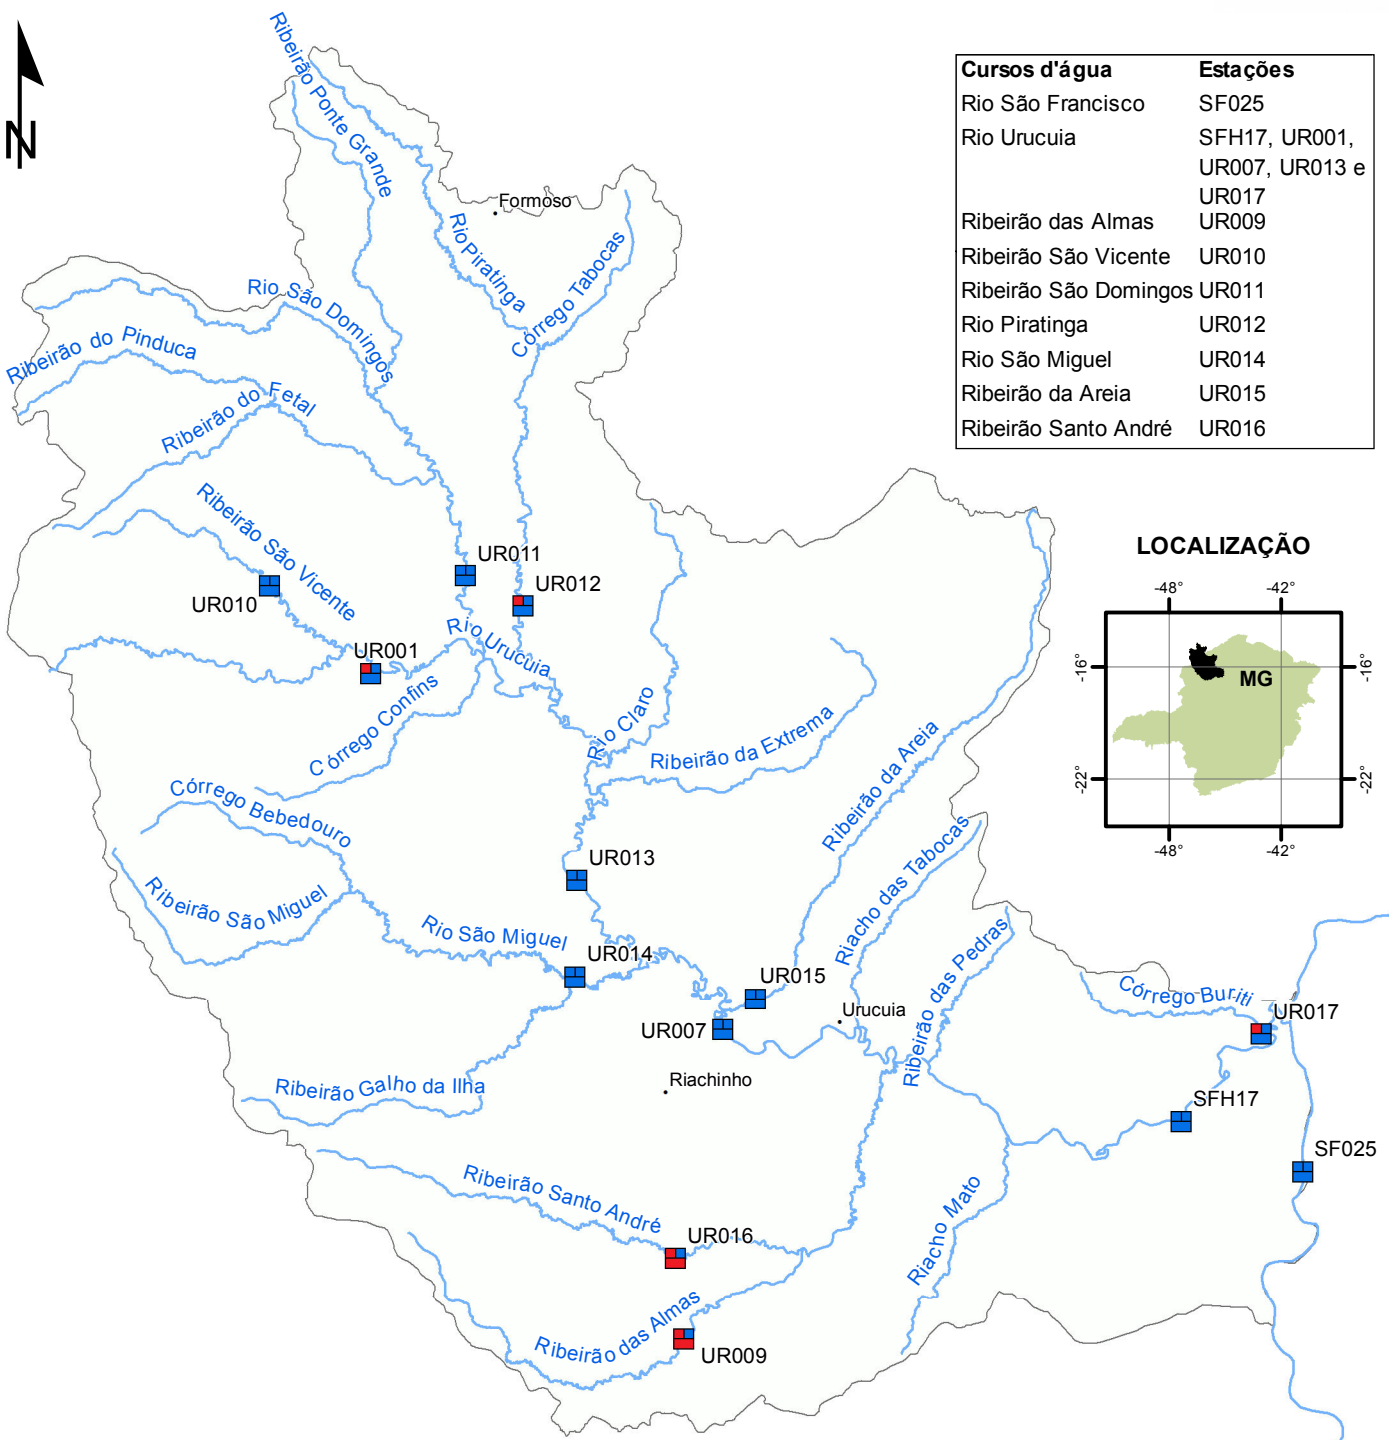 N
Cursos d'água Estações
Rio São Francisco SF025
Rio Urucuia SFH17, UR001,
UR007, UR013 e
UR017
Ribeirão das Almas UR009
Ribeirão São Vicente UR010
Ribeirão São Domingos UR011
Rio Piratinga UR012
Rio São Miguel UR014
Ribeirão da Areia UR015
Ribeirão Santo André UR016
Ribeirão Ponte Grande
Formoso
Rio Piratinga
Córrego Tabocas
Rio São Domingos
Ribeirão do Pinduca
Ribeirão do Fetal
Ribeirão São Vicente
UR011
UR012
UR010
UR001
Rio Urucuia
Córrego Confins
Rio Claro
Ribeirão da Extrema
Ribeirão da Areia
Córrego Bebedouro
Ribeirão São Miguel
Rio São Miguel
UR013
UR014
UR015
UR007
Urucuia
Riacho das Tabocas
Ribeirão das Pedras
Córrego Buriti
UR017
Riachinho
Ribeirão Galho da Ilha
SFH17
SF025
Ribeirão Santo André
UR016
Riacho Mato
Ribeirão das Almas
UR009
LOCALIZAÇÃO
-48° -42°
-16° -16°
MG
-22° -22°
-48° -42°